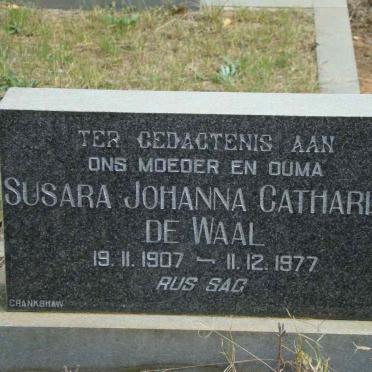 TER GEDAGTENIS AAN
ONS MOEDER EN OUMA
SUSARA JOHANNA CATHARI
DE WAAL
19.11.1907 - 11.12.1977
RUS SAG
CRANKSHAW